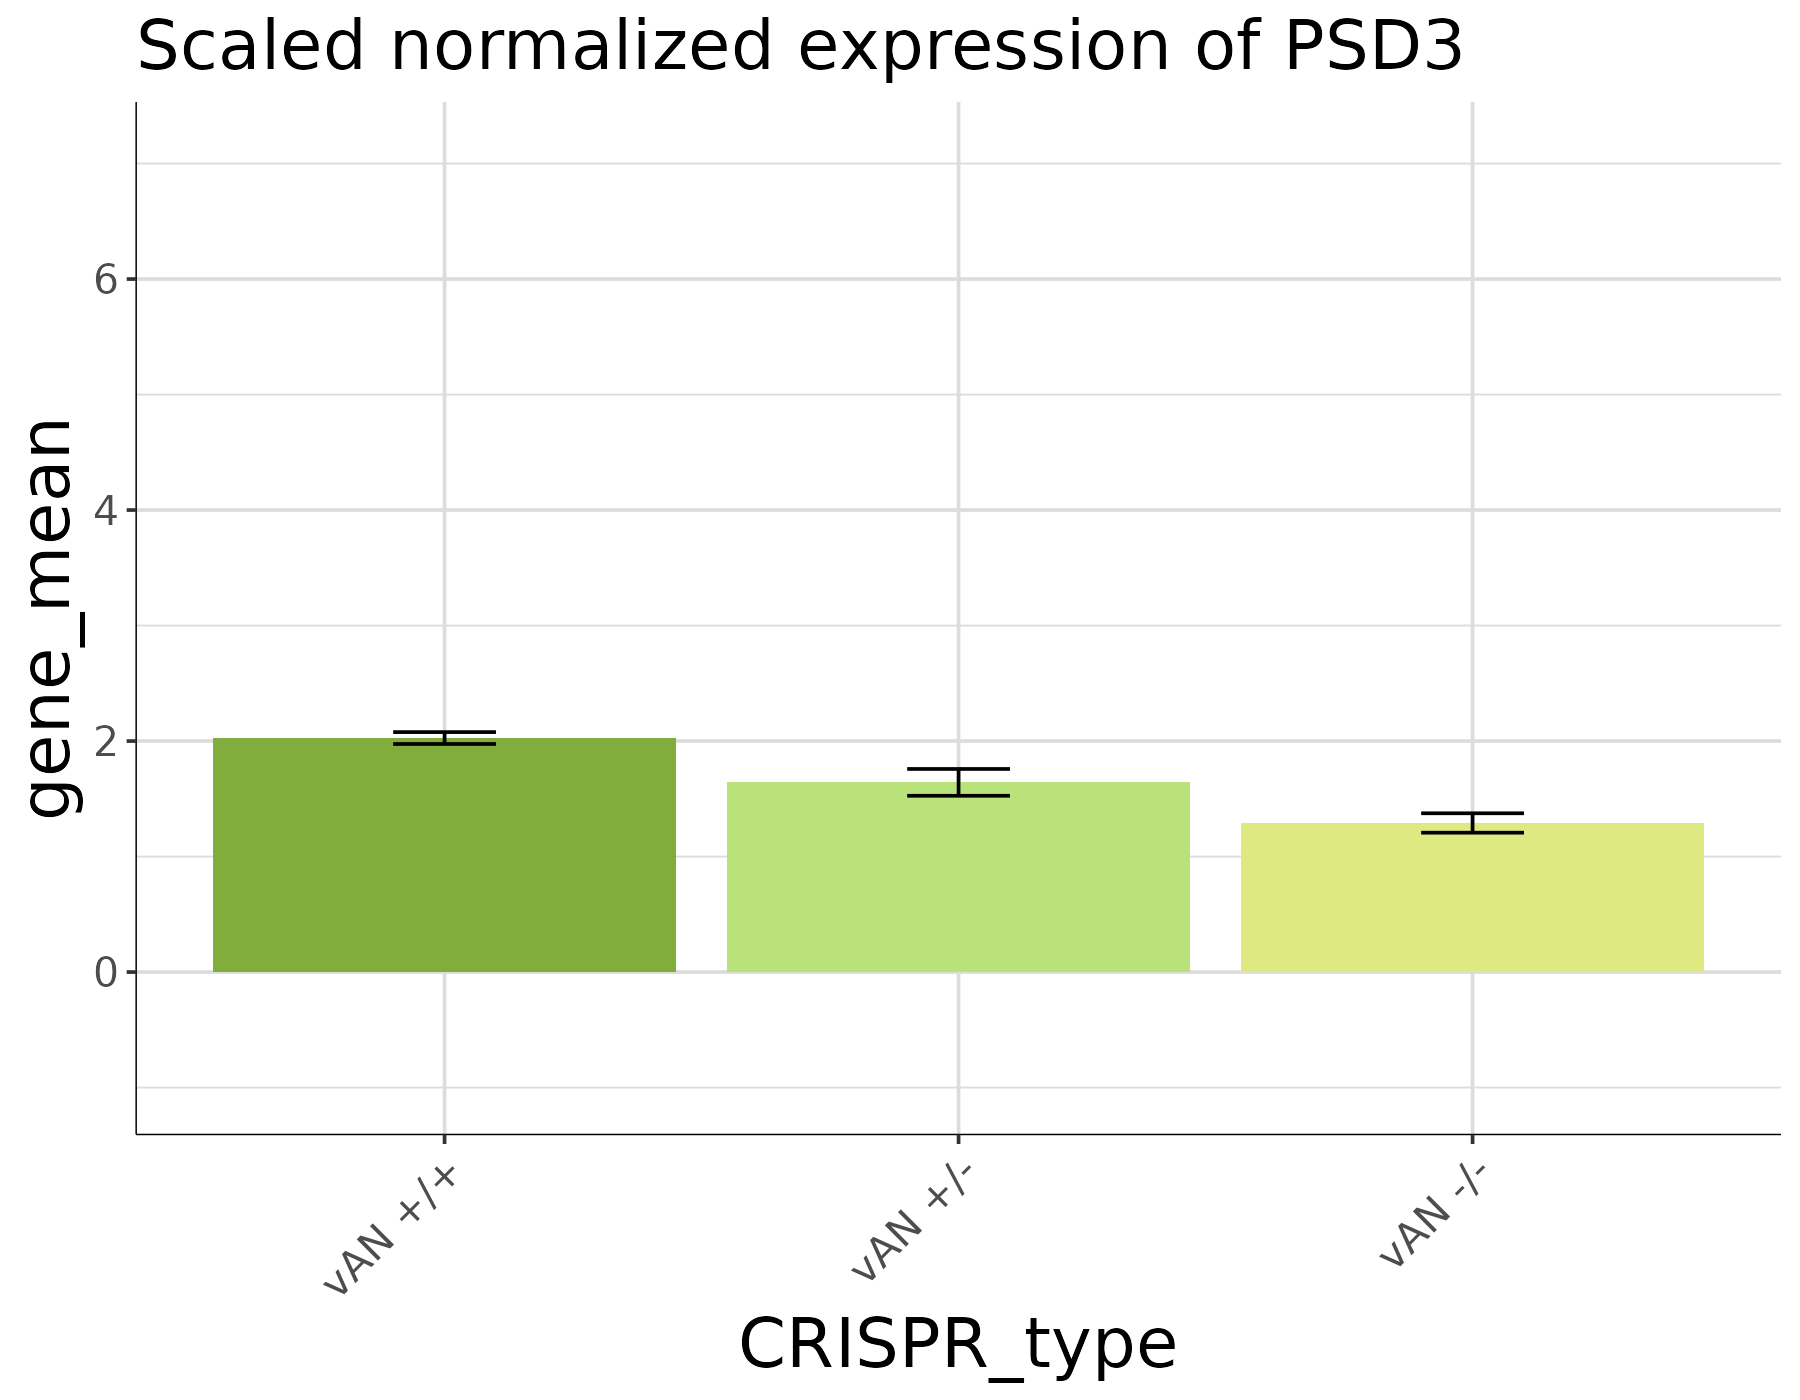 Scaled normalized expression of PSD3
gene_mean
6
4
2
0
vAN +/+
vAN +/-
vAN -/-
CRISPR_type